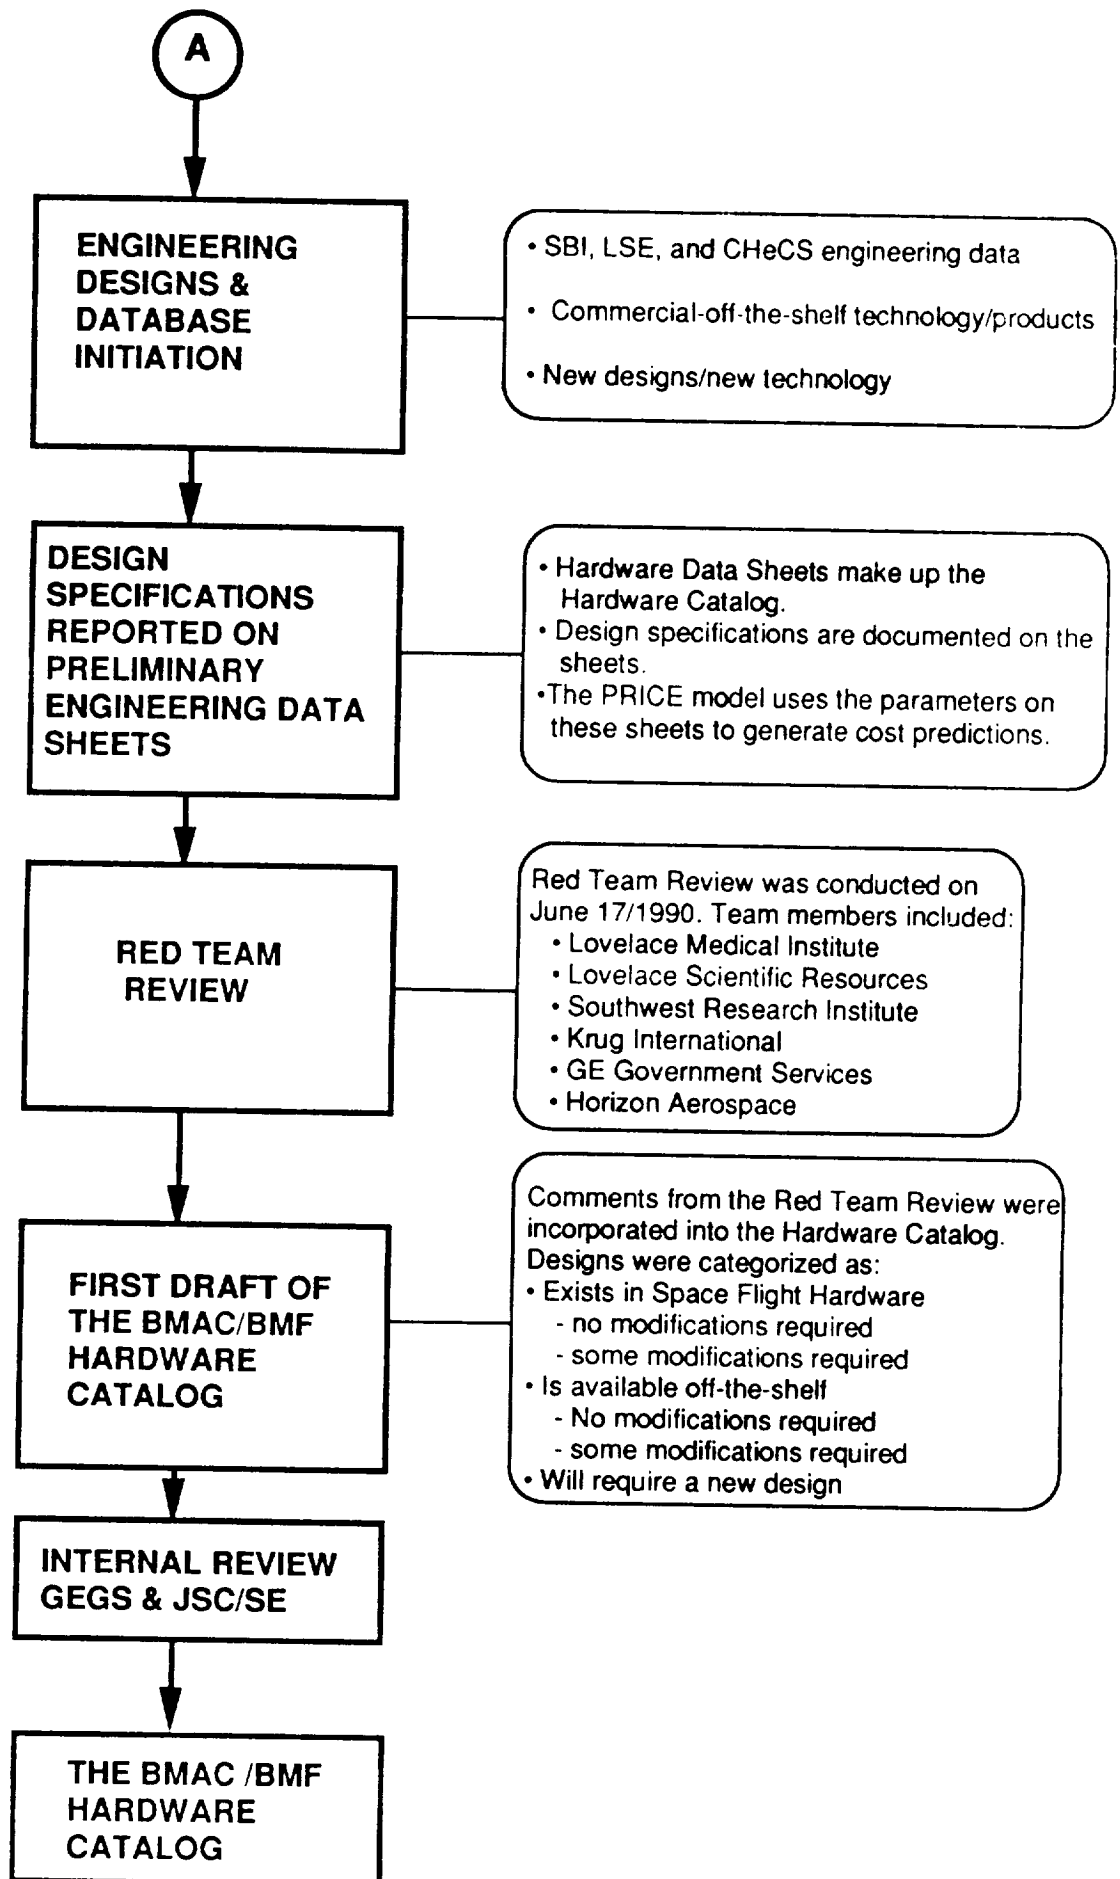 A
ENGINEERING
DESIGNS &
DATABASE
INITIATION
• SBI, LSE, and CHeCS engineering data
• Commercial-off-the-shelf technology/products
• New designs/new technology
DESIGN
SPECIFICATIONS
REPORTED ON
PRELIMINARY
ENGINEERING DATA
SHEETS
• Hardware Data Sheets make up the
Hardware Catalog.
• Design specifications are documented on the
sheets.
•The PRICE model uses the parameters on
these sheets to generate cost predictions.
RED TEAM
REVIEW
Red Team Review was conducted on
June 17/1990. Team members included:
• Lovelace Medical Institute
• Lovelace Scientific Resources
• Southwest Research Institute
• Krug International
• GE Government Services
• Horizon Aerospace
FIRST DRAFT OF
THE BMAC/BMF
HARDWARE
CATALOG
Comments from the Red Team Review were
incorporated into the Hardware Catalog.
Designs were categorized as:
• Exists in Space Flight Hardware
- no modifications required
- some modifications required
• Is available off-the-shelf
- No modifications required
- some modifications required
• Will require a new design
INTERNAL REVIEW
GEGS & JSC/SE
THE BMAC /BMF
HARDWARE
CATALOG